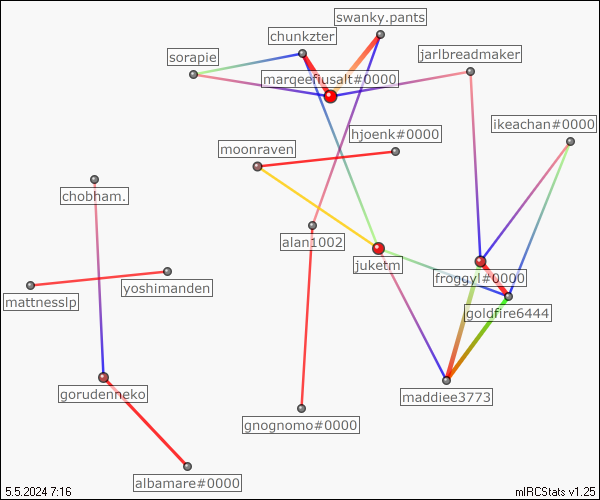 swanky.pants
chunkzter
sorapie
jarlbreadmaker
marqeefiusalt#0000
ikeachan#0000
hjoenk#0000
moonraven
chobham.
alan1002
juketm
froggyl#0000
yoshimanden
mattnesslp
goldfire6444
gorudenneko
maddiee3773
gnognomo#0000
albamare#0000
5.5.2024 7:16
mIRCStats v1.25